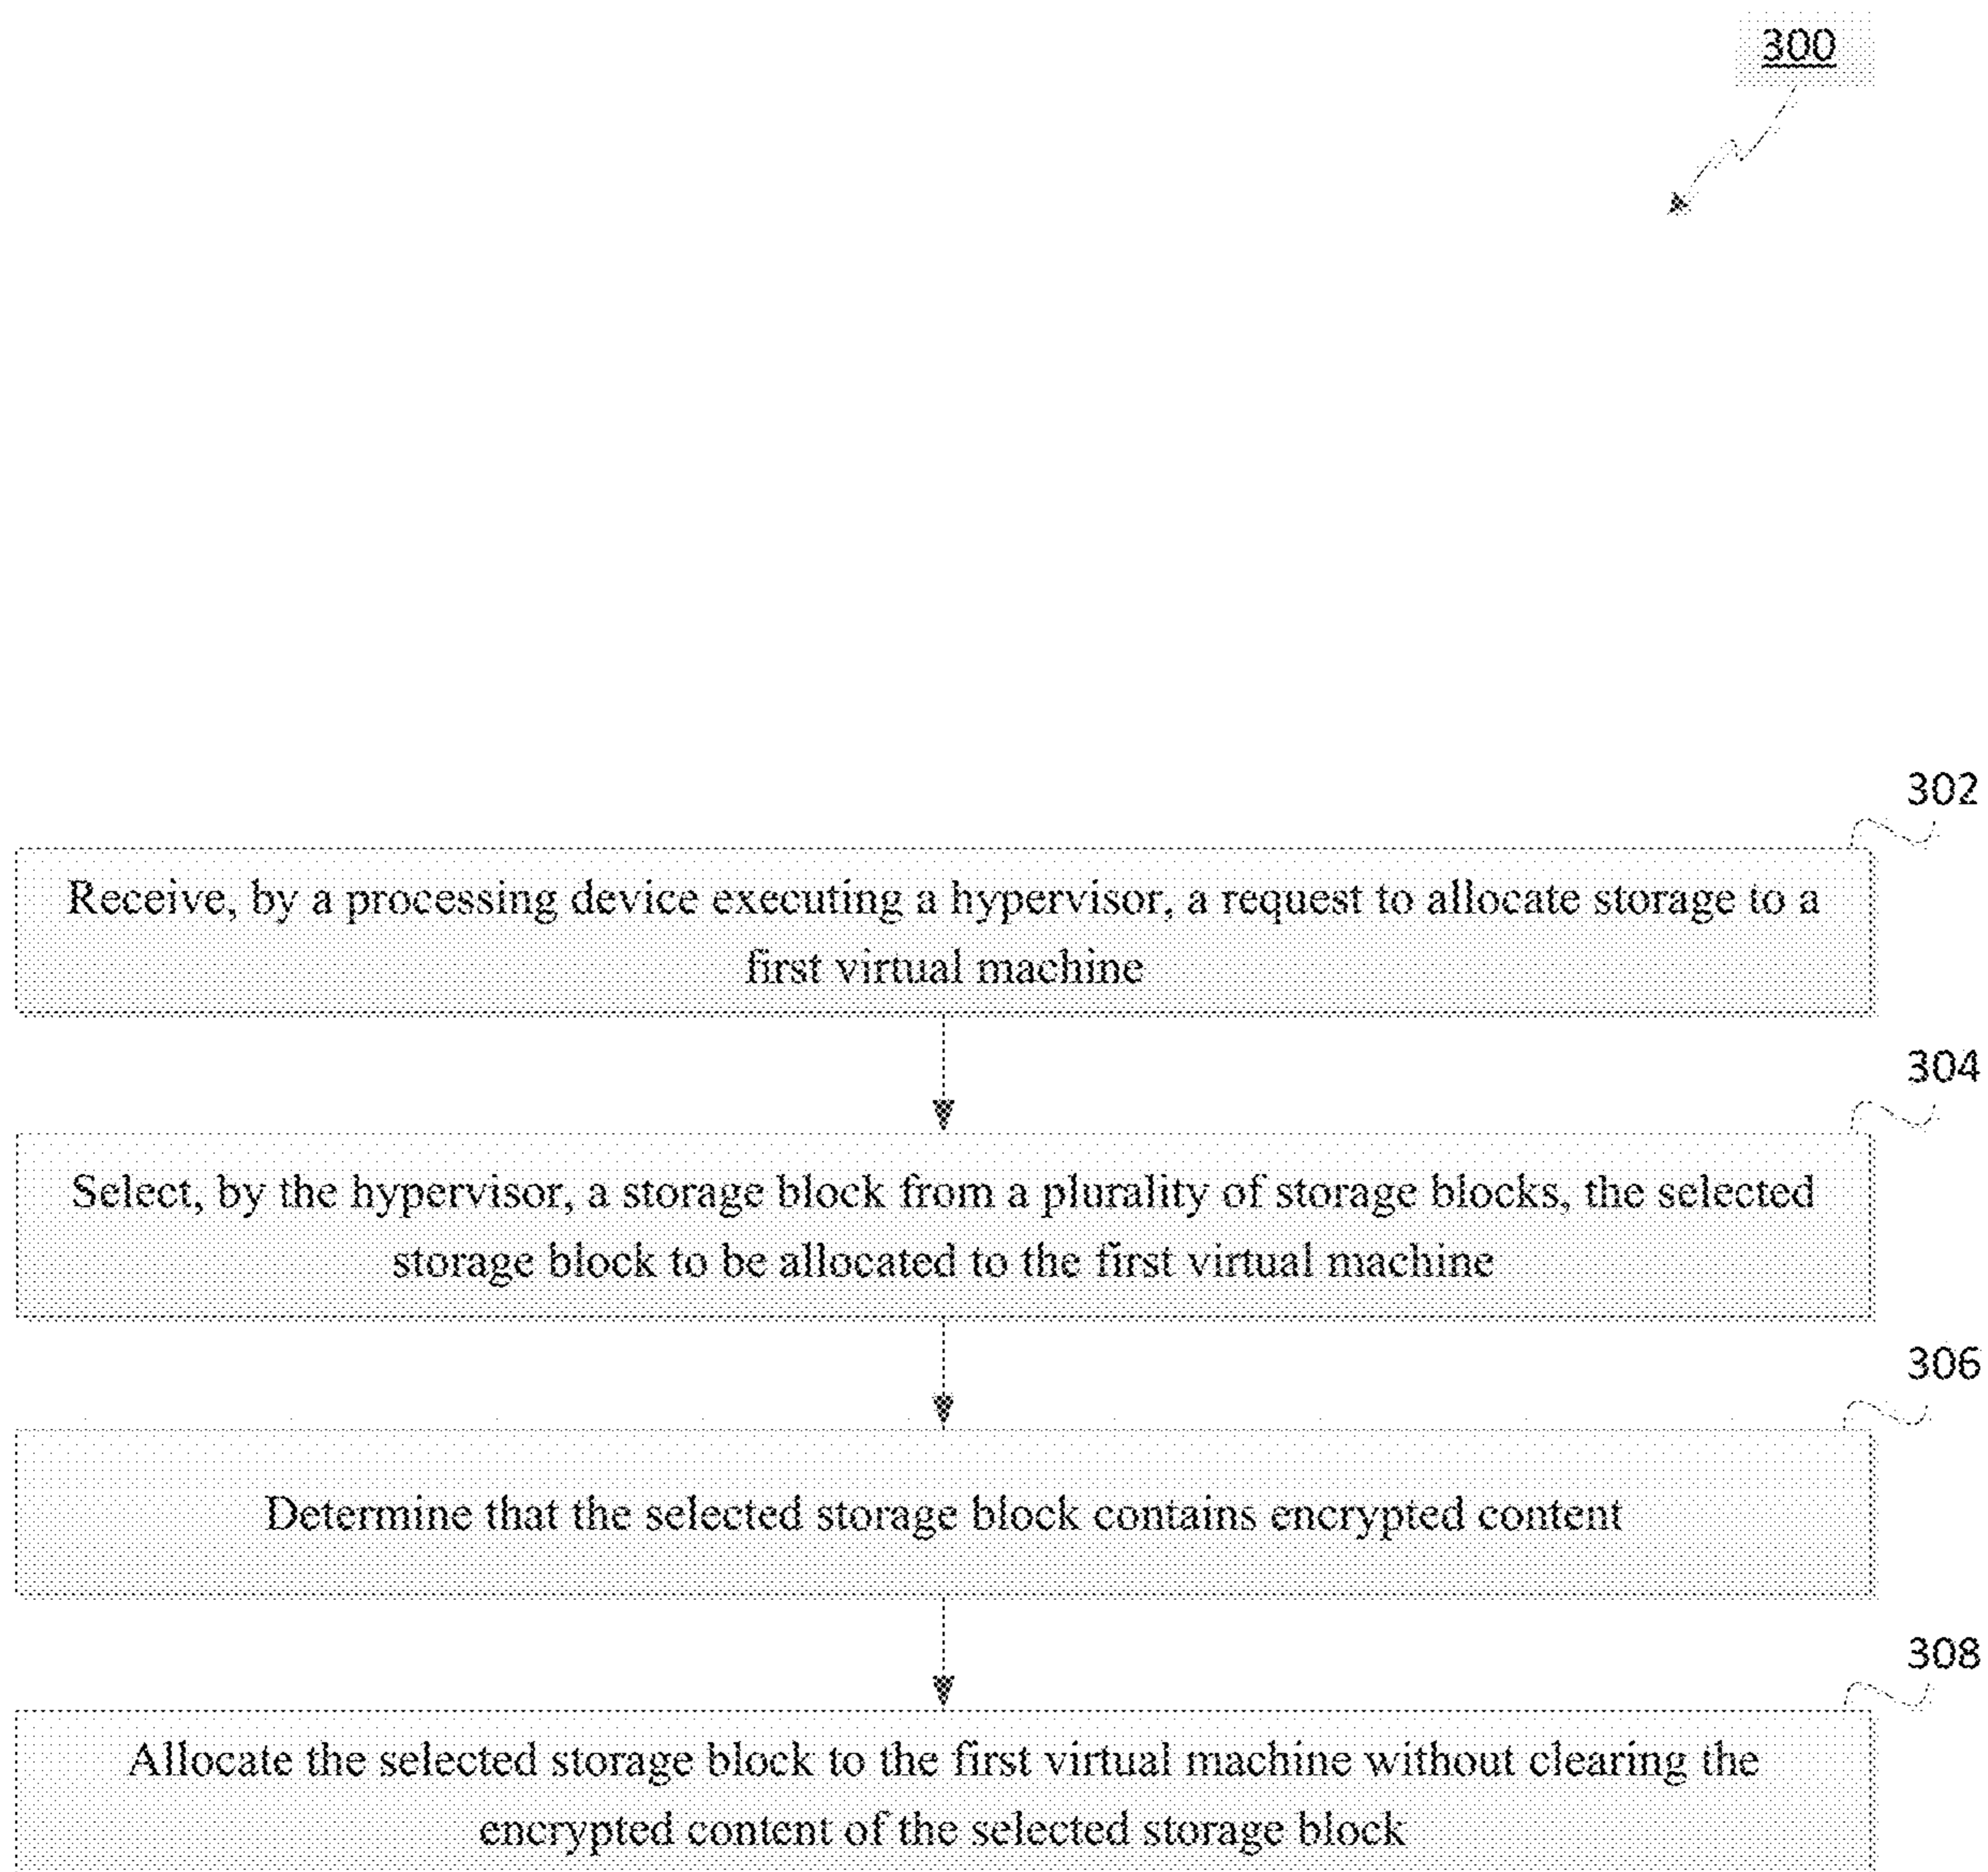 300
302
Receive, by a processing device executing a hypervisor, a request to allocate storage to a
first virtual machine
304
Select, by the hypervisor, a storage block from a plurality of storage blocks, the selected
storage block to be allocated to the first virtual machine
306
Determine that the selected storage block contains encrypted content
308
Allocate the selected storage block to the first virtual machine without clearing the
encrypted content of the selected storage block